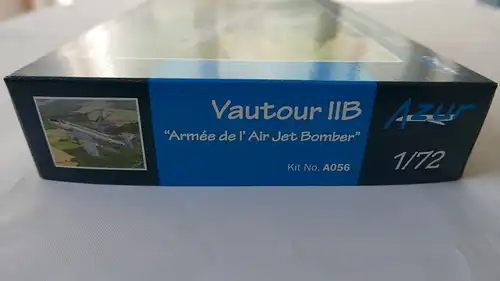 Vautour IIB
"Armée de l' Air Jet Bomber"
Kit No. A056
Azur
1/72